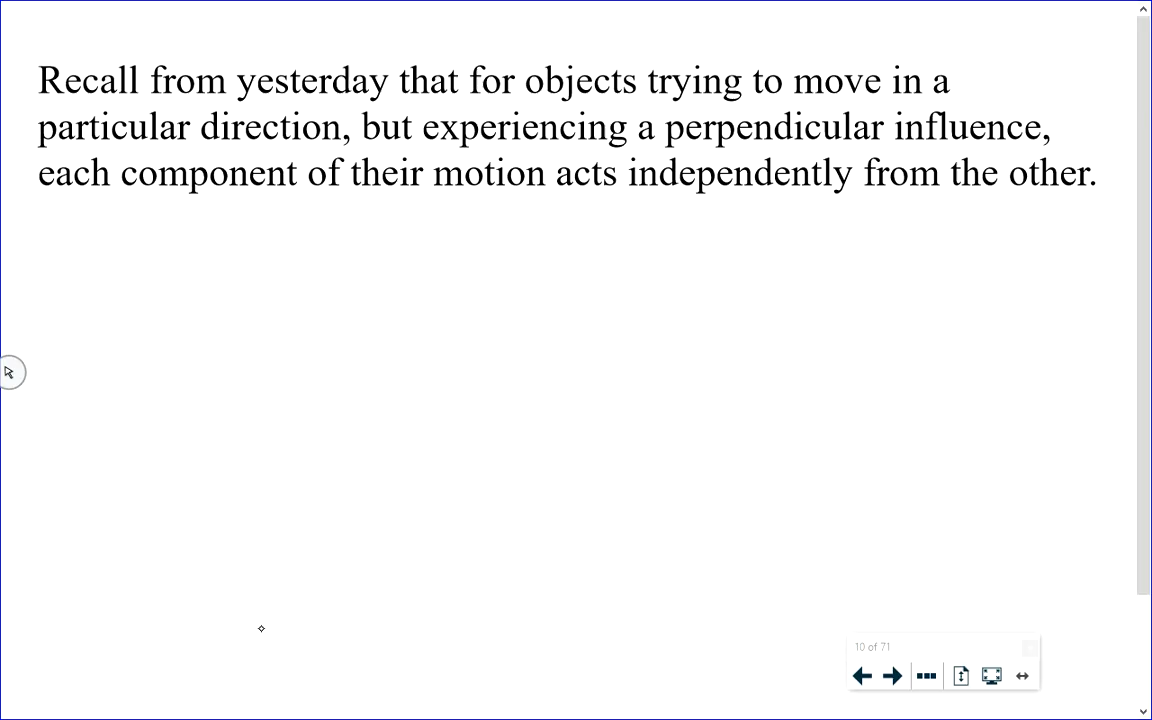 Recall from yesterday that for objects trying to move in a
particular direction, but experiencing a perpendicular influence,
each component of their motion acts independently from the other.
10 of 71